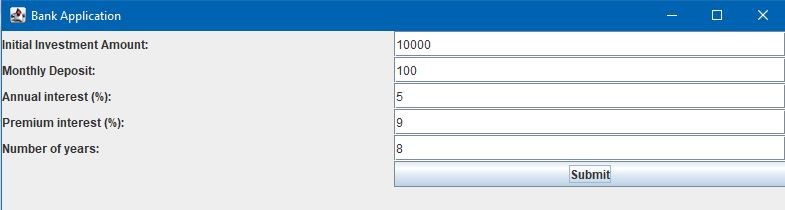 Bank Application
Initial Investment Amount: 10000
Monthly Deposit: 100
Annual interest (%): 5
Premium interest (%): 9
Number of years: 8
Submit